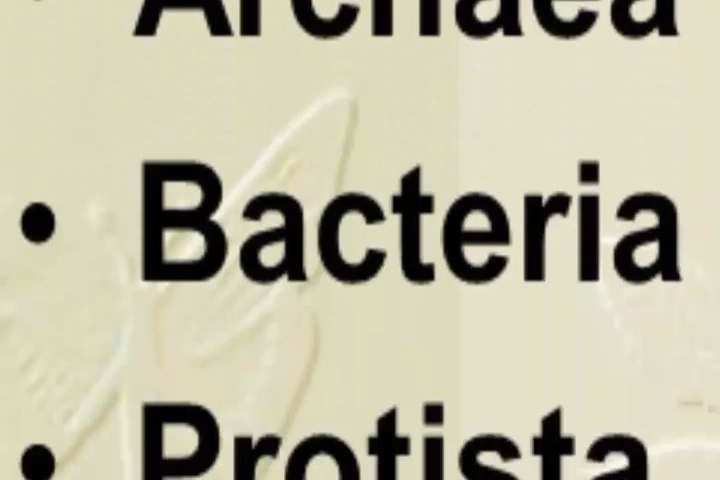 • Archaea
• Bacteria
• Protista